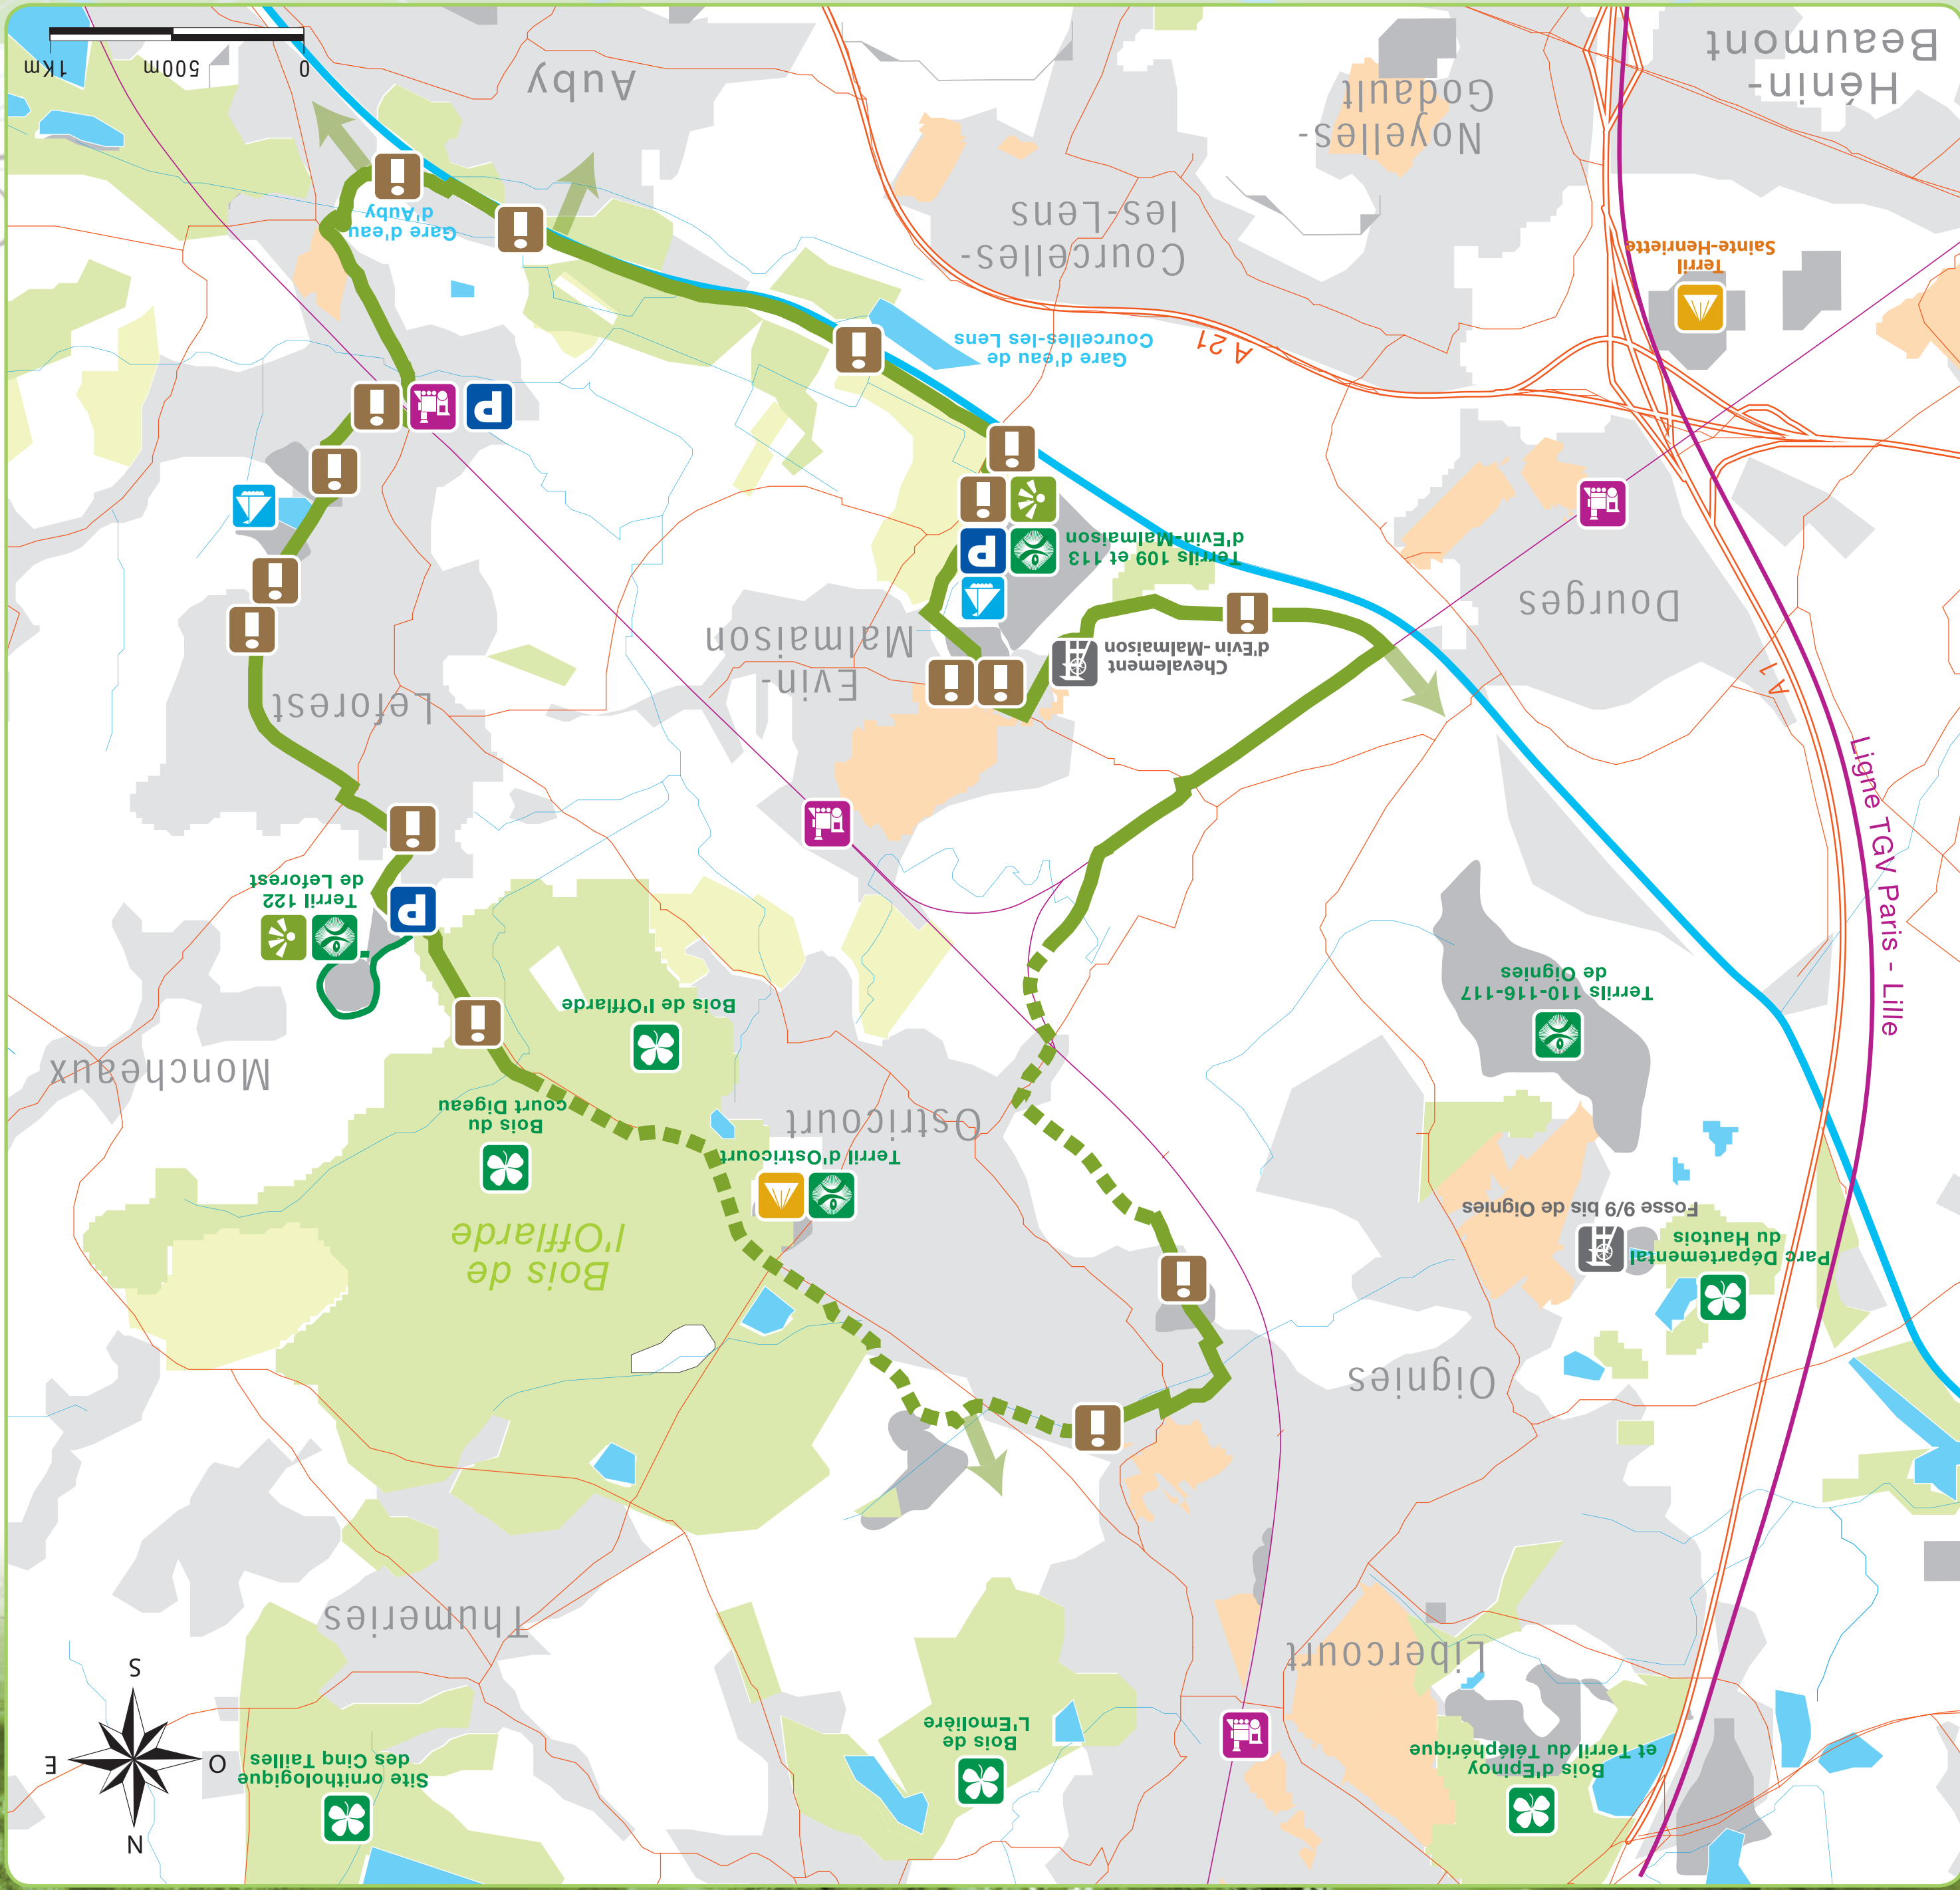 Site ornithologique
des Cinq Tailles
N
O
E
S
Bois de
L'Emolière
Bois d'Epinoy
et Terril du Téléphérique
Libercourt
Thumeries
Oignies
Parc Départemental
du Hautois
Fosse 9/9 bis de Oignies
Bois de
l'Offlarde
Terril d'Ostricourt
Ostricourt
Bois du
court Digeau
Moncheaux
Bois de l'Offlarde
Terrils 110-116-117
de Oignies
Ligne TGV Paris - Lille
Terril 122
de Leforest
P
Leforest
Evin-
Malmaison
Chevalement
d'Evin -Malmaison
A 1
Dourges
Terrils 109 et 113
d'Evin-Malmaison
P
P
Gare d'eau de
Courcelles-les Lens
A 21
Terril
Sainte-Henriette
Courcelles-
les-Lens
Gare d'eau
d'Auby
Noyelles-
Godault
Hénin-
Beaumont
Auby
0
500m
1Km